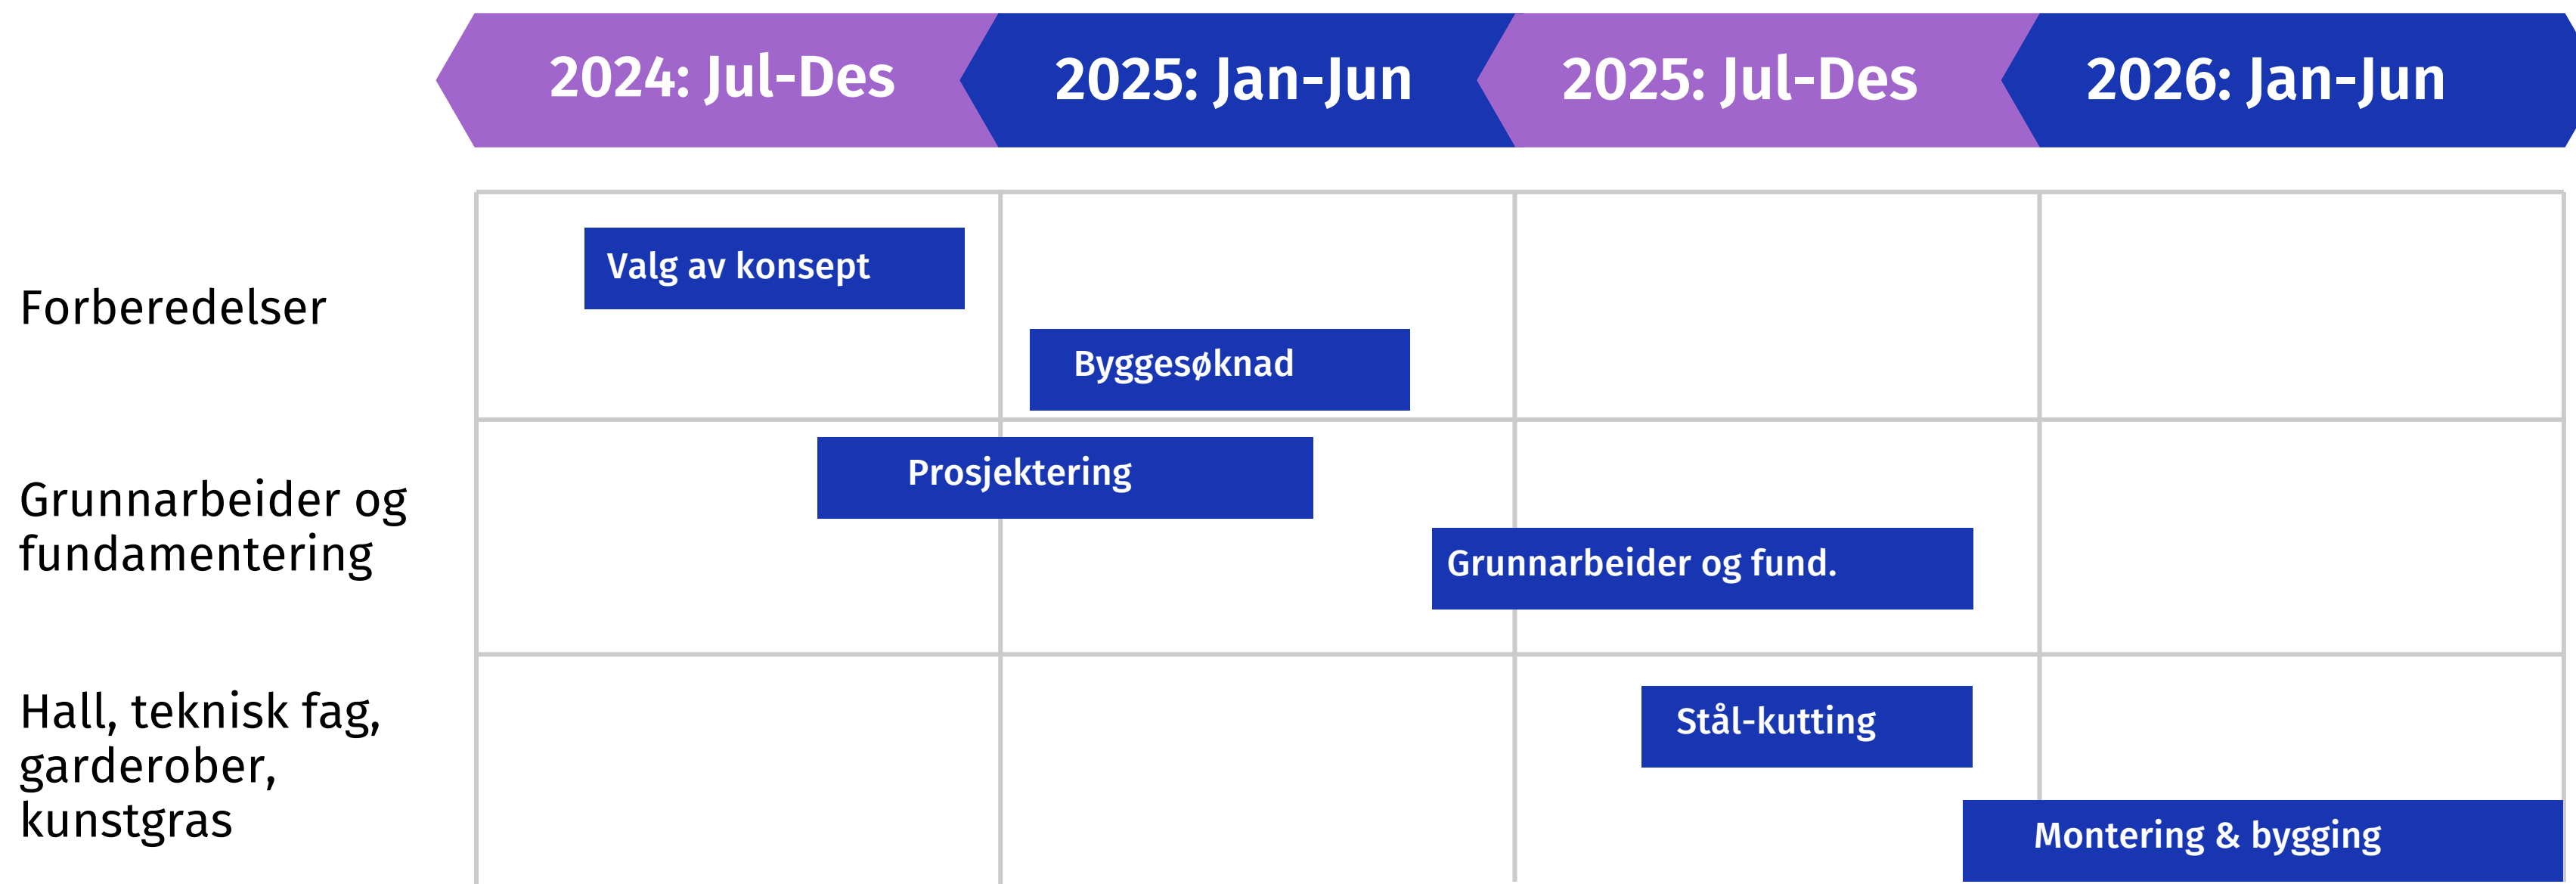 2024: Jul-Des
2025: Jan-Jun
2025: Jul-Des
2026: Jan-Jun
Forberedelser
Valg av konsept
Byggesøknad
Grunnarbeider og
fundamentering
Prosjektering
Grunnarbeider og fund.
Hall, teknisk fag,
garderober,
kunstgras
Stål-kutting
Montering & bygging